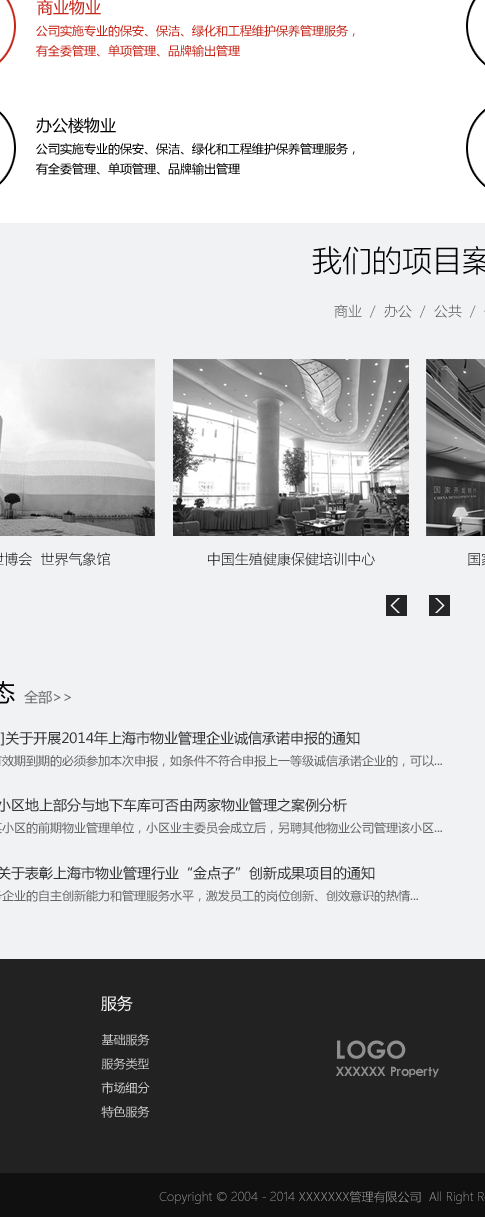 商业物业
公司实施专业的保安、保洁、绿化和工程维护保养管理服务，
有全委管理、单项管理、品牌输出管理
办公楼物业
公司实施专业的保安、保洁、绿化和工程维护保养管理服务，
有全委管理、单项管理、品牌输出管理
我们的项目案
商业 / 办公 / 公共 /
国家开发银行
世博会 世界气象馆
中国生殖健康保健培训中心
国家
态 全部>>
]关于开展2014年上海市物业管理企业诚信承诺申报的通知
有效期到期的必须参加本次申报，如条件不符合申报上一等级诚信承诺企业的，可以...
小区地上部分与地下车库可否由两家物业管理之案例分析
某小区的前期物业管理单位，小区业主委员会成立后，另聘其他物业公司管理该小区...
关于表彰上海市物业管理行业“金点子”创新成果项目的通知
企业的自主创新能力和管理服务水平，激发员工的岗位创新、创效意识的热情...
服务
基础服务
服务类型
市场细分
特色服务
LOGO
XXXXXX Property
Copyright © 2004 - 2014 XXXXXXX管理有限公司 All Right R